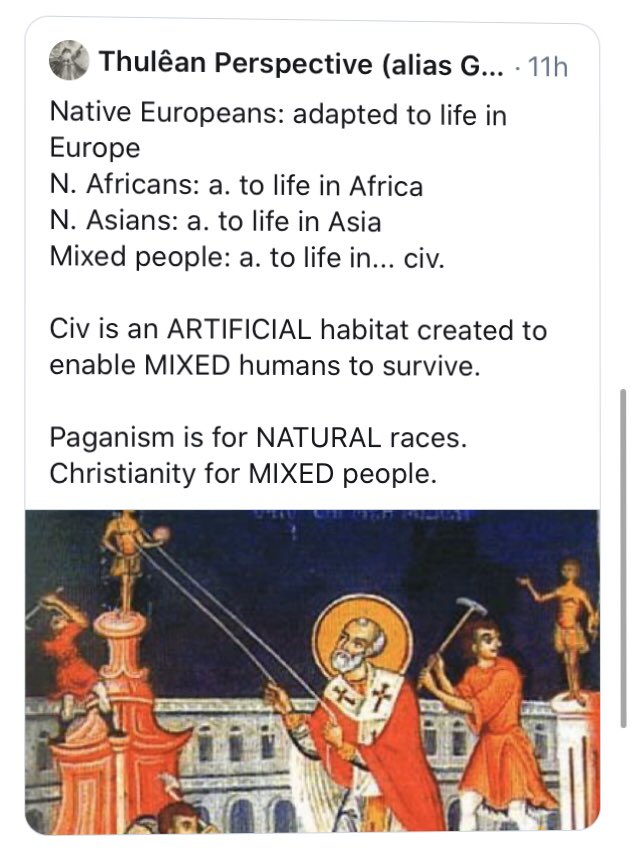 Thulêan Perspective (alias G... · 11h
Native Europeans: adapted to life in
Europe
N. Africans: a. to life in Africa
N. Asians: a. to life in Asia
Mixed people: a. to life in... civ.
Civ is an ARTIFICIAL habitat created to
enable MIXED humans to survive.
Paganism is for NATURAL races.
Christianity for MIXED people.